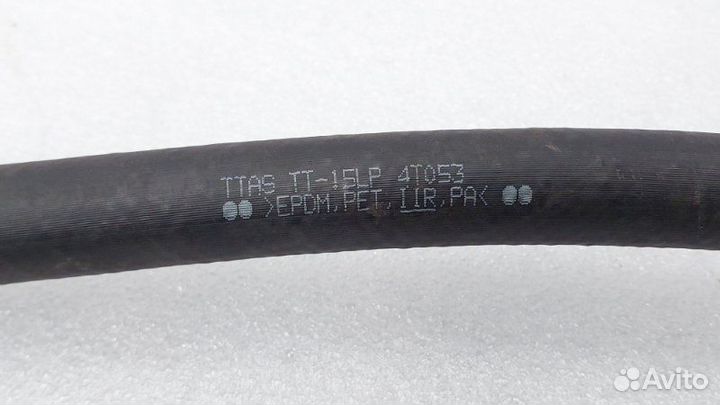 TTAS TT-15LP 4T053
>EPDM,PET,IIR,PA<
Avito